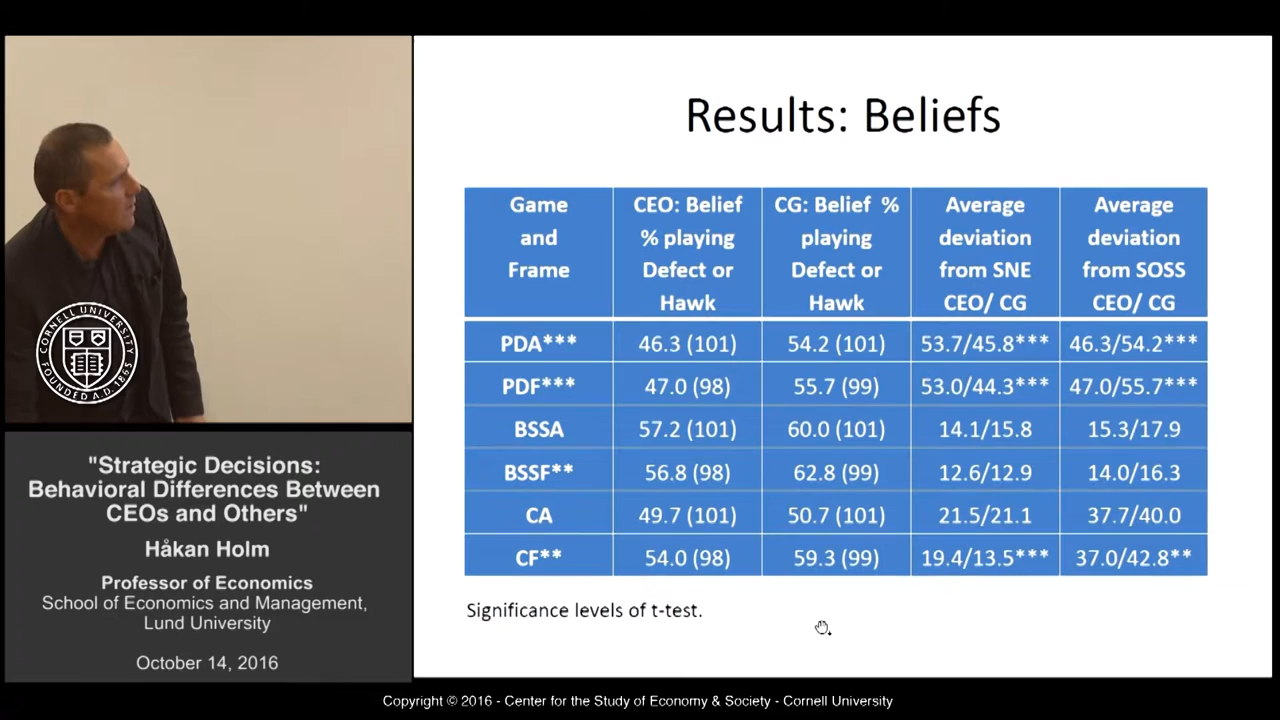 Results: Beliefs
Game and Frame
CEO: Belief % playing Defect or Hawk
CG: Belief % playing Defect or Hawk
Average deviation from SNE CEO/ CG
Average deviation from SOSS CEO/ CG
PDA*** 46.3 (101) 54.2 (101) 53.7/45.8*** 46.3/54.2***
PDF*** 47.0 (98) 55.7 (99) 53.0/44.3*** 47.0/55.7***
BSSA 57.2 (101) 60.0 (101) 14.1/15.8 15.3/17.9
BSSF** 56.8 (98) 62.8 (99) 12.6/12.9 14.0/16.3
CA 49.7 (101) 50.7 (101) 21.5/21.1 37.7/40.0
CF** 54.0 (98) 59.3 (99) 19.4/13.5*** 37.0/42.8**
Significance levels of t-test.
CORNELL UNIVERSITY
FOUNDED A.D. 1865
"Strategic Decisions:
Behavioral Differences Between
CEOs and Others"
Håkan Holm
Professor of Economics
School of Economics and Management,
Lund University
October 14, 2016
Copyright © 2016 - Center for the Study of Economy & Society - Cornell University